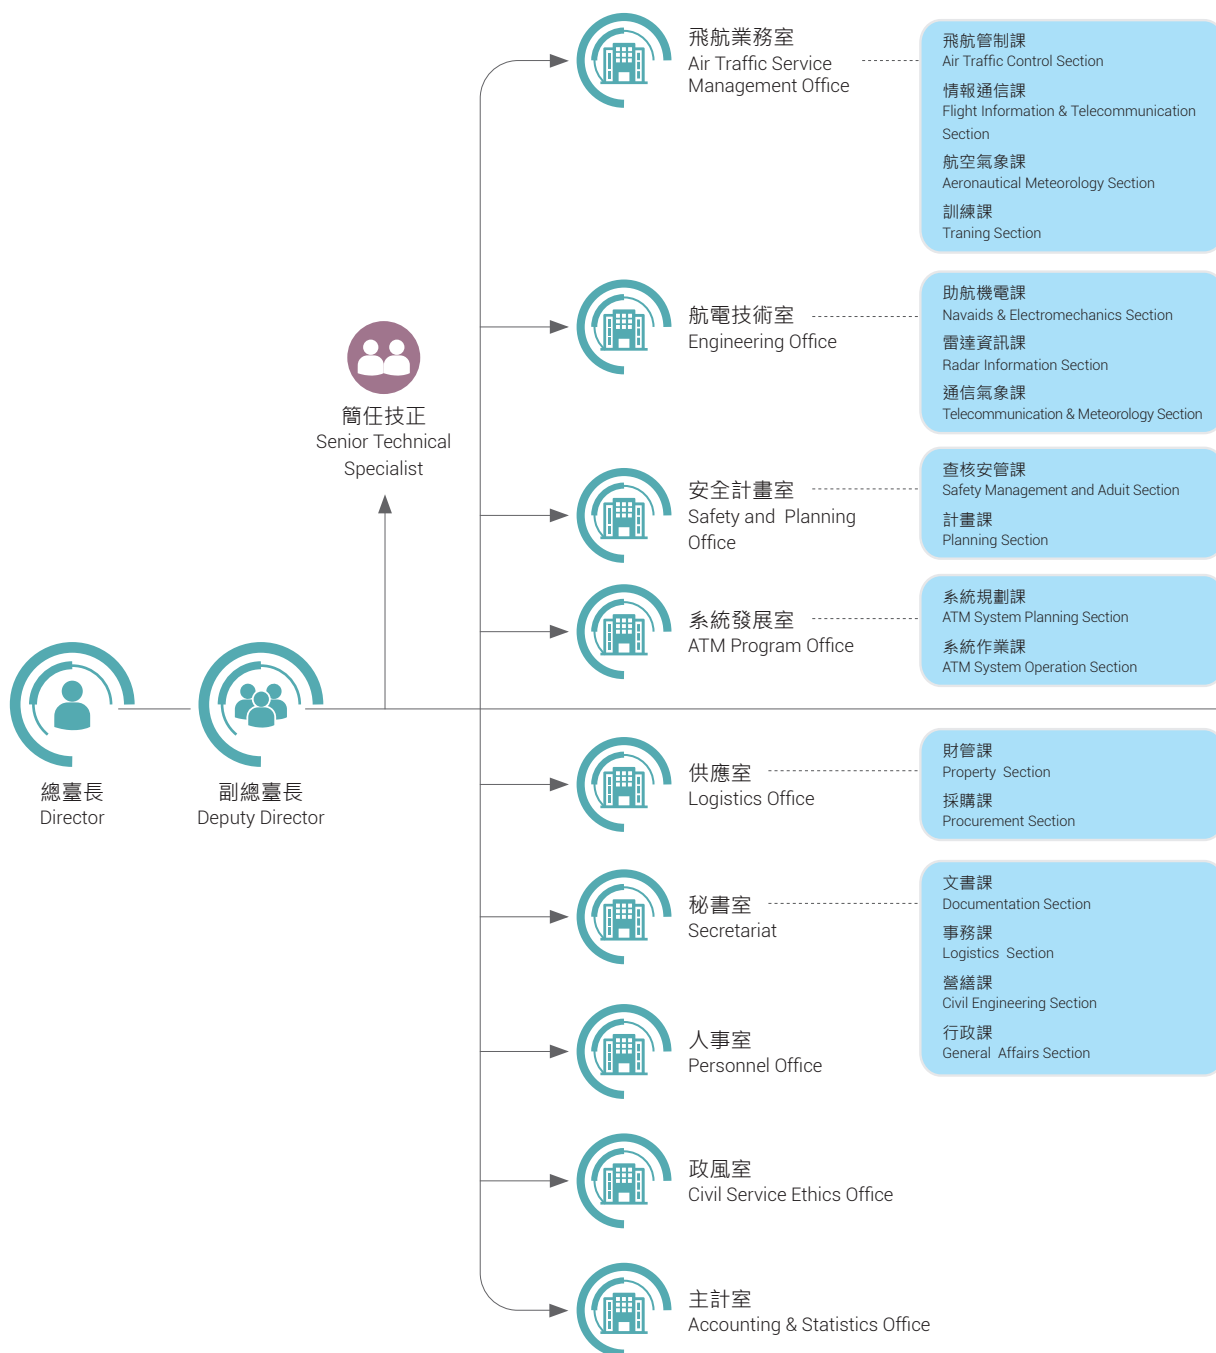 總臺長
Director
副總臺長
Deputy Director
簡任技正
Senior Technical
Specialist
飛航業務室
Air Traffic Service
Management Office
飛航管制課
Air Traffic Control Section
情報通信課
Flight Information & Telecommunication
Section
航空氣象課
Aeronautical Meteorology Section
訓練課
Traning Section
航電技術室
Engineering Office
助航機電課
Navaids & Electromechanics Section
雷達資訊課
Radar Information Section
通信氣象課
Telecommunication & Meteorology Section
安全計畫室
Safety and Planning
Office
查核安管課
Safety Management and Aduit Section
計畫課
Planning Section
系統發展室
ATM Program Office
系統規劃課
ATM System Planning Section
系統作業課
ATM System Operation Section
供應室
Logistics Office
財管課
Property Section
採購課
Procurement Section
秘書室
Secretariat
文書課
Documentation Section
事務課
Logistics Section
營繕課
Civil Engineering Section
行政課
General Affairs Section
人事室
Personnel Office
政風室
Civil Service Ethics Office
主計室
Accounting & Statistics Office